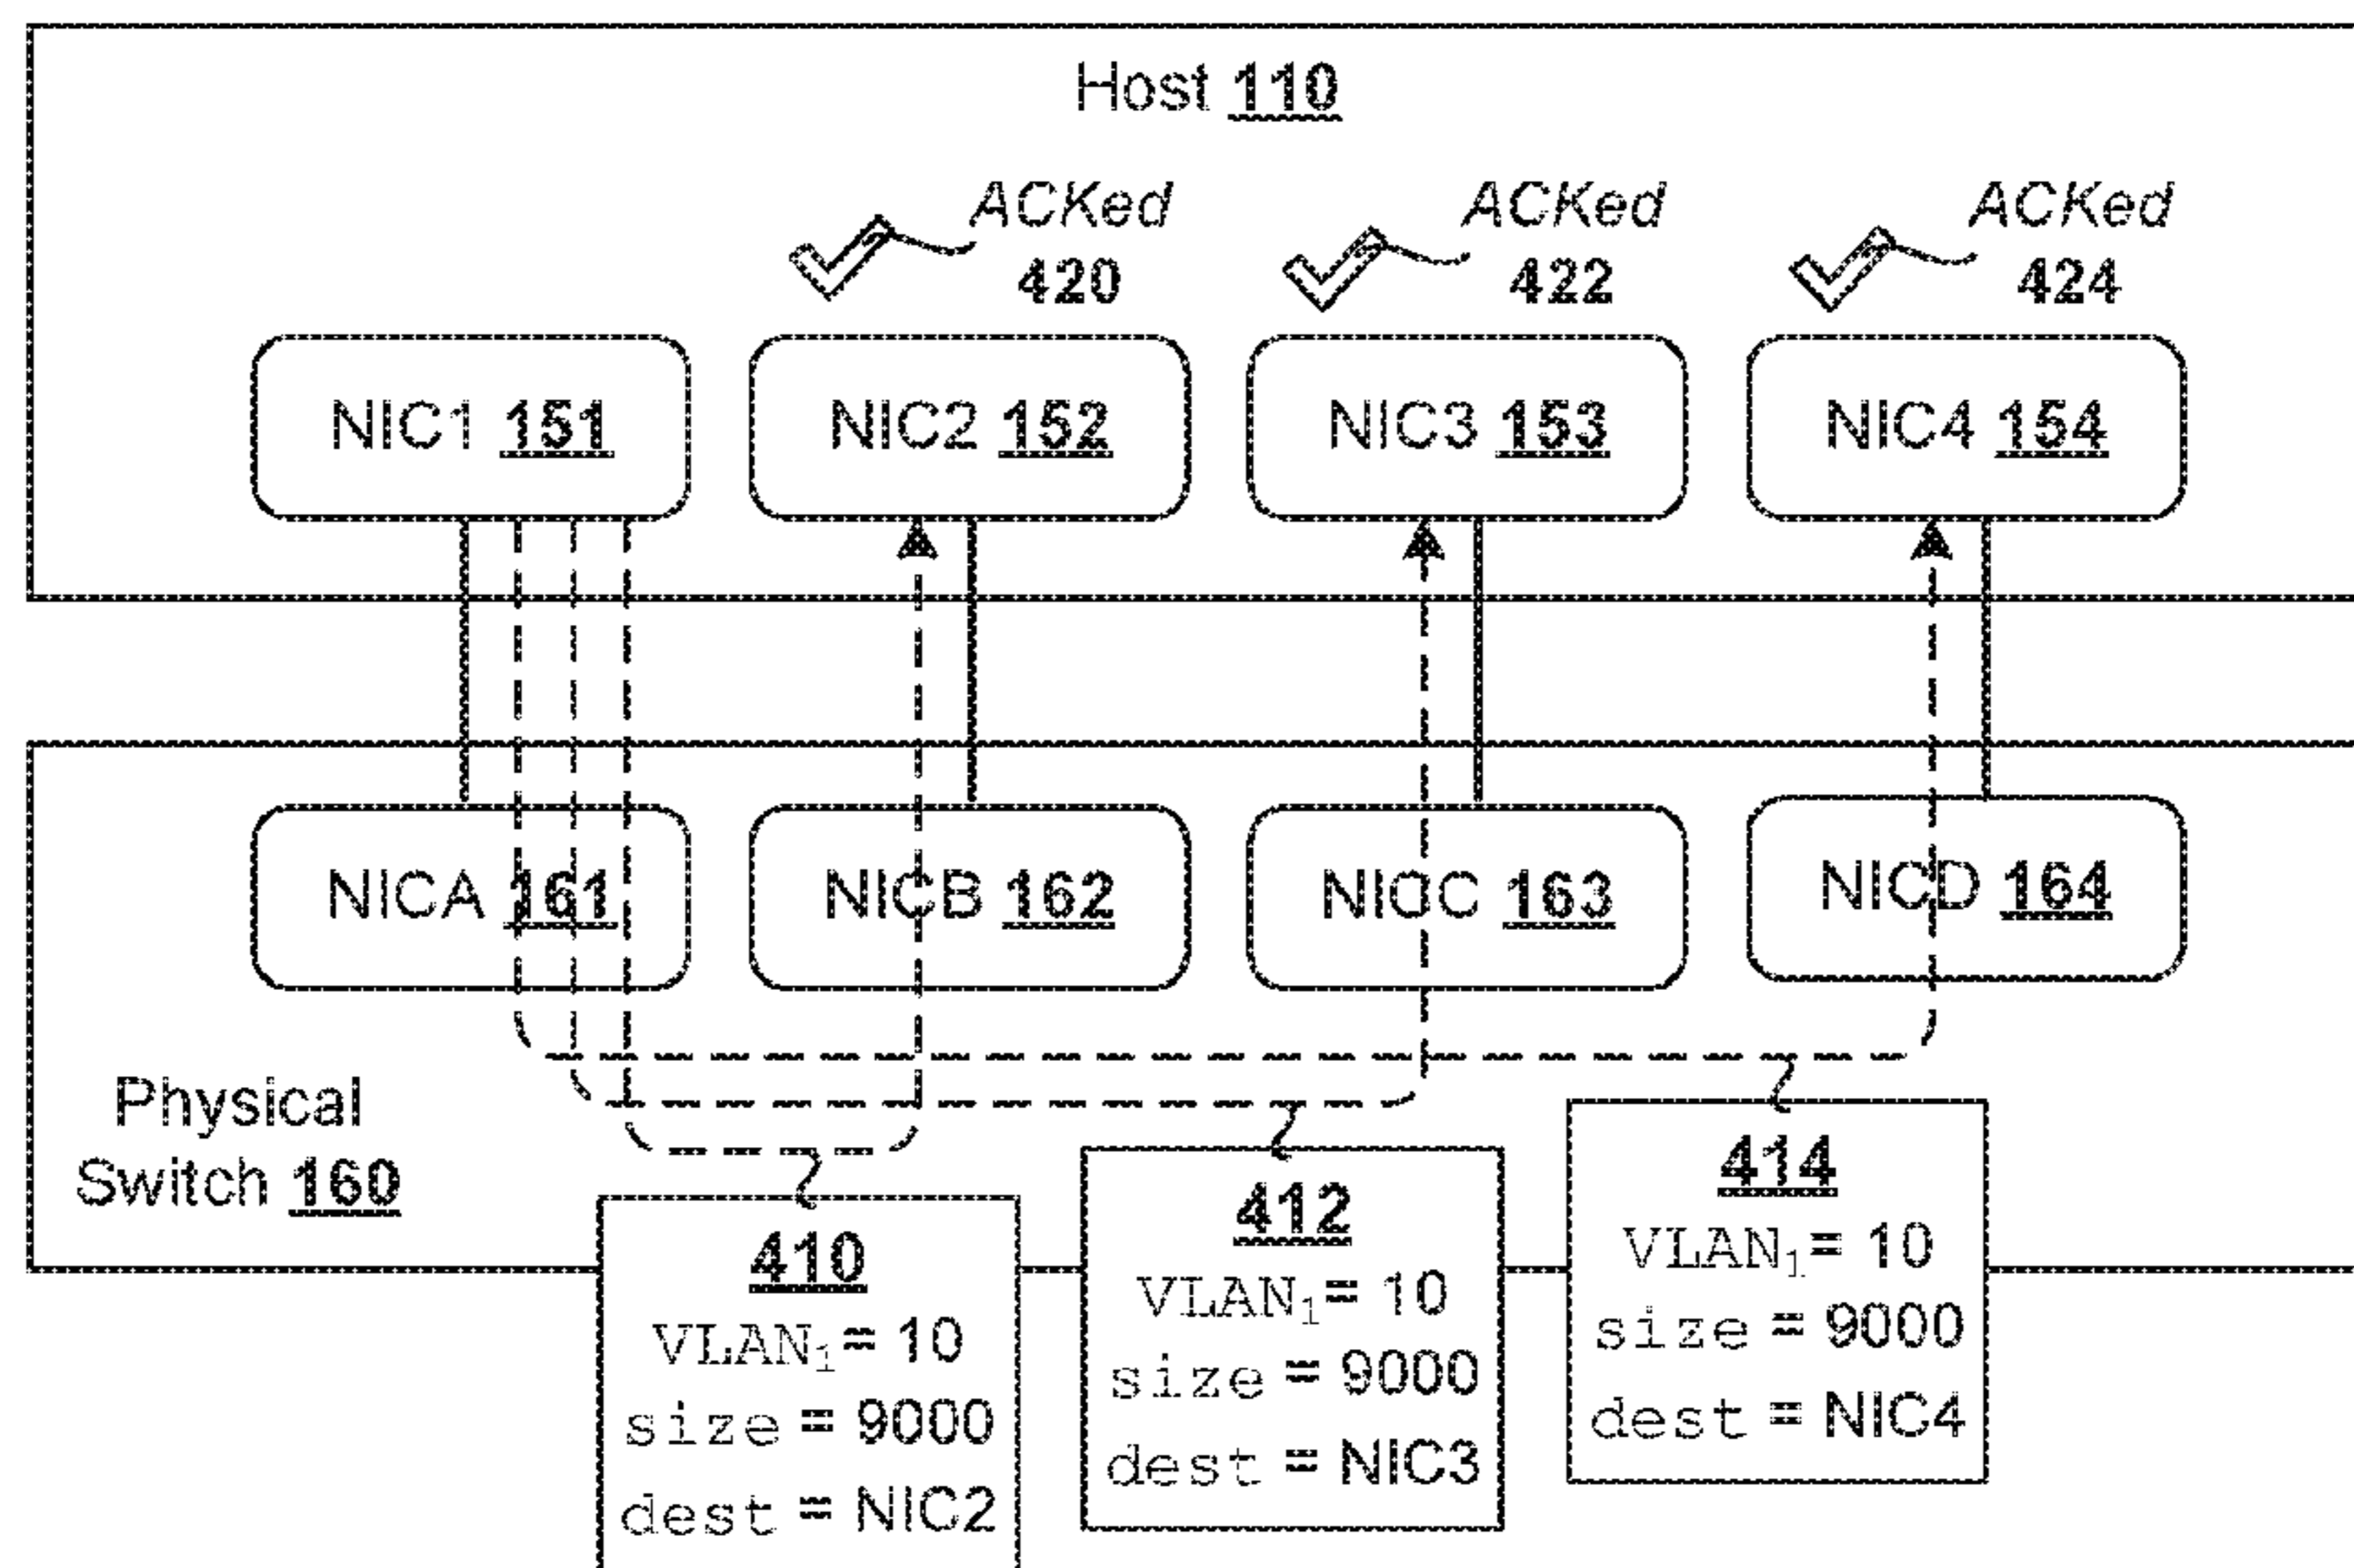 Host 110
ACKed
420
ACKed
422
ACKed
424
NIC1 151
NIC2 152
NIC3 153
NIC4 154
NICA 161
NICB 162
NICC 163
NICD 164
Physical
Switch 160
410
VLAN₁= 10
size = 9000
dest = NIC2
412
VLAN₁= 10
size = 9000
dest = NIC3
414
VLAN₁= 10
size = 9000
dest = NIC4